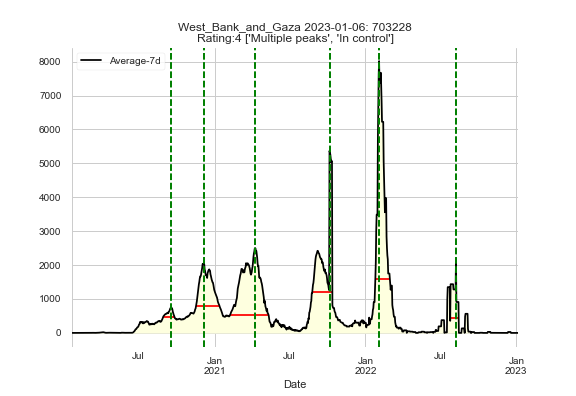 West_Bank_and_Gaza 2023-01-06: 703228
Rating:4 ['Multiple peaks', 'In control']
Average-7d
8000
7000
6000
5000
4000
3000
2000
1000
0
Jul
Jan
2021
Jul
Jan
2022
Jul
Jan
2023
Date